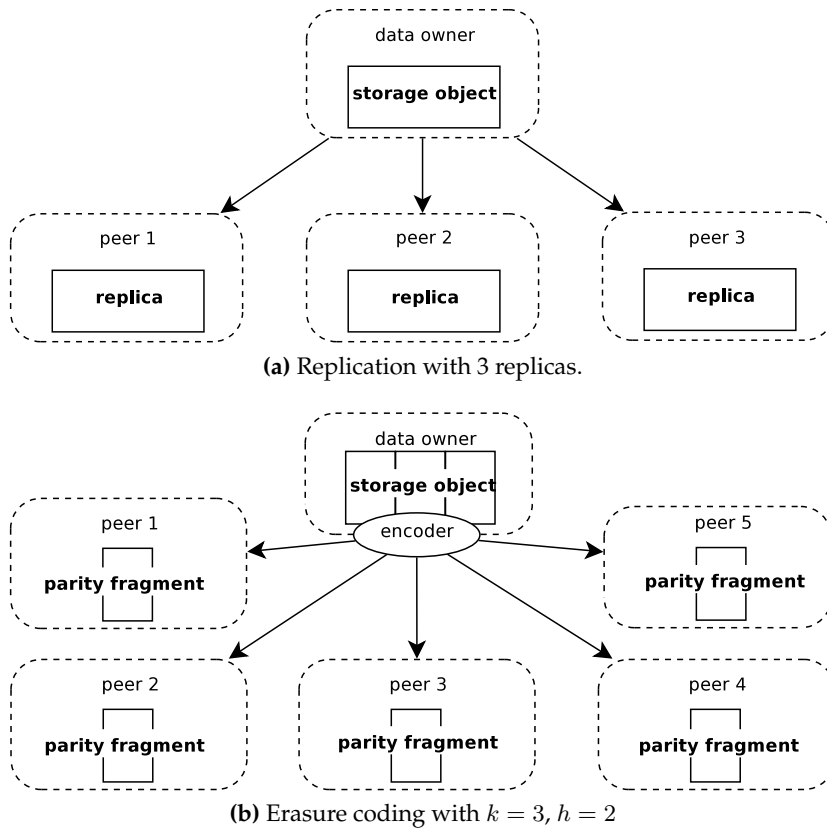 data owner
storage object
peer 1
peer 2
peer 3
replica
replica
replica
(a) Replication with 3 replicas.
data owner
storage object
encoder
peer 1
parity fragment
peer 5
parity fragment
peer 2
parity fragment
peer 3
parity fragment
peer 4
parity fragment
(b) Erasure coding with k = 3, h = 2